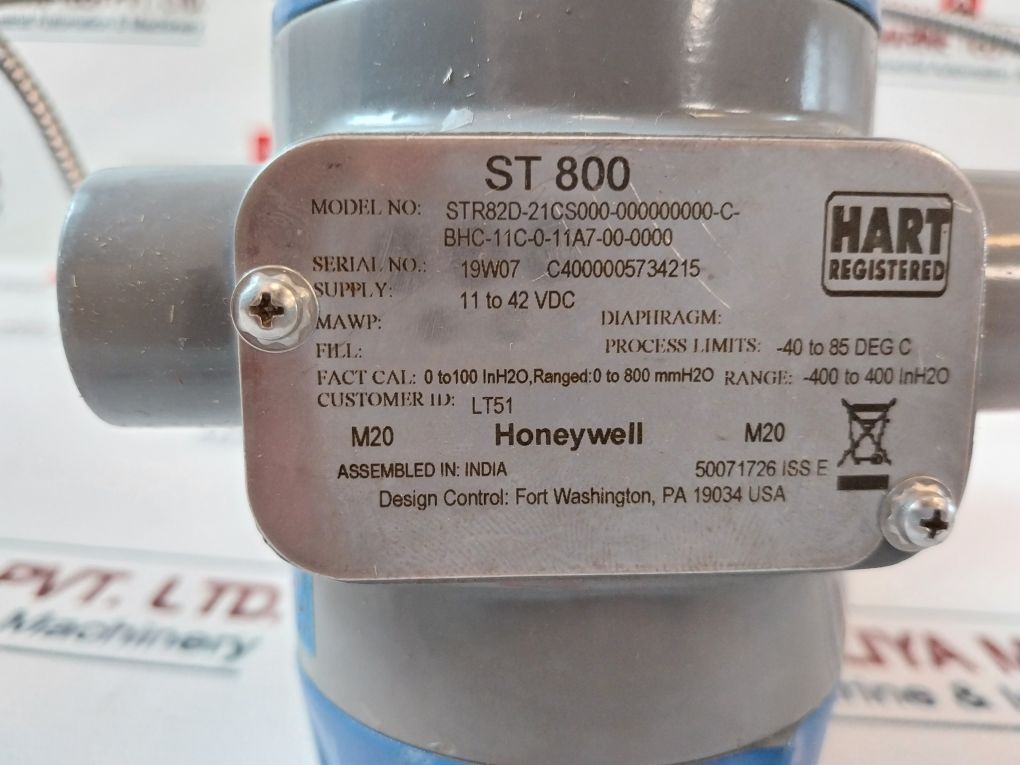 ST 800
MODEL NO: STR82D-21CS000-000000000-C-
BHC-11C-0-11A7-00-0000
HART
REGISTERED
SERIAL NO.: 19W07 C4000005734215
SUPPLY: 11 to 42 VDC
MAWP: DIAPHRAGM:
FILL: PROCESS LIMITS: -40 to 85 DEG C
FACT CAL: 0 to100 InH2O,Ranged:0 to 800 mmH2O RANGE: -400 to 400 InH2O
CUSTOMER ID: LT51
M20 Honeywell M20
ASSEMBLED IN: INDIA 50071726 ISS E
Design Control: Fort Washington, PA 19034 USA
PVT. LTD.
Machinery